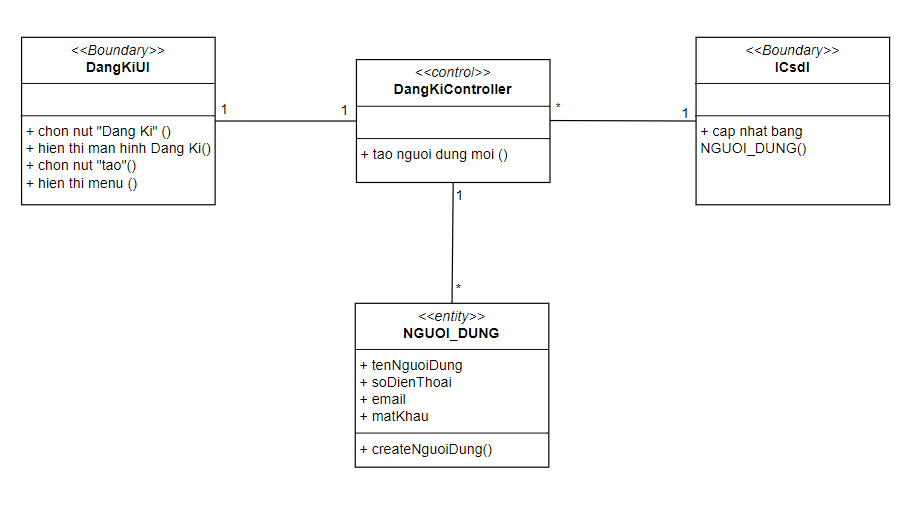 <<Boundary>>
DangKiUI
+ chon nut "Dang Ki" ()
+ hien thi man hinh Dang Ki()
+ chon nut "tao"()
+ hien thi menu ()
1
1
<<control>>
DangKiController
+ tao nguoi dung moi ()
*
1
<<Boundary>>
ICsdl
+ cap nhat bang
NGUOI_DUNG()
1
*
<<entity>>
NGUOI_DUNG
+ tenNguoiDung
+ soDienThoai
+ email
+ matKhau
+ createNguoiDung()